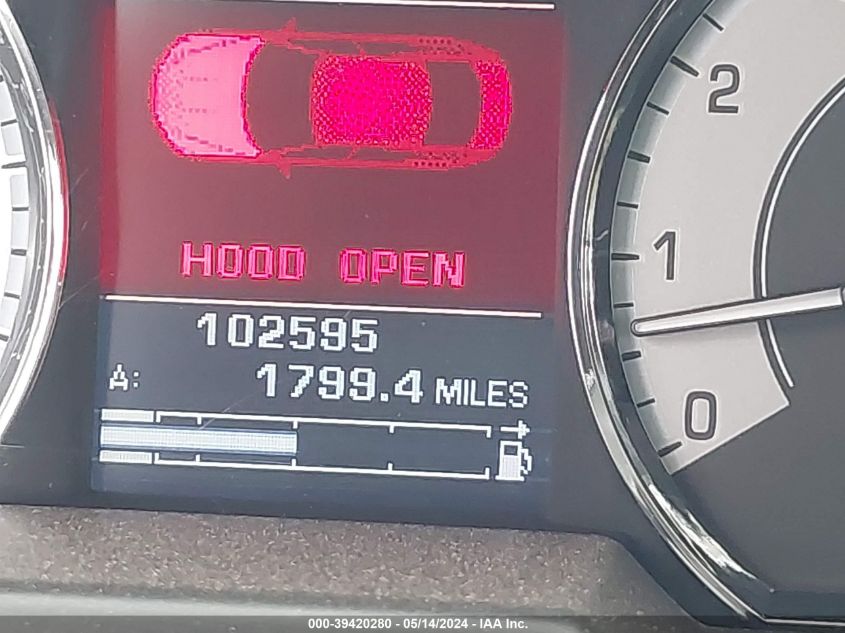 2
1
HOOD OPEN
102595
A: 1799.4 MILES
0
000-39420280 - 05/14/2024 - IAA Inc.